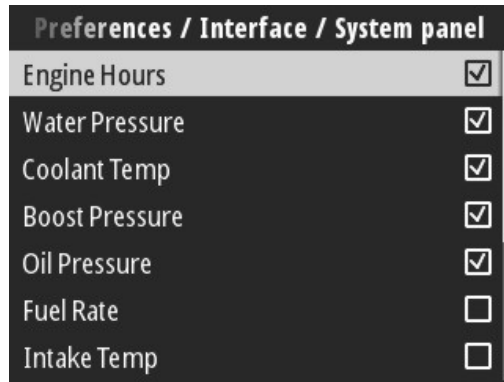 Preferences / Interface / System panel
Engine Hours
Water Pressure
Coolant Temp
Boost Pressure
Oil Pressure
Fuel Rate
Intake Temp